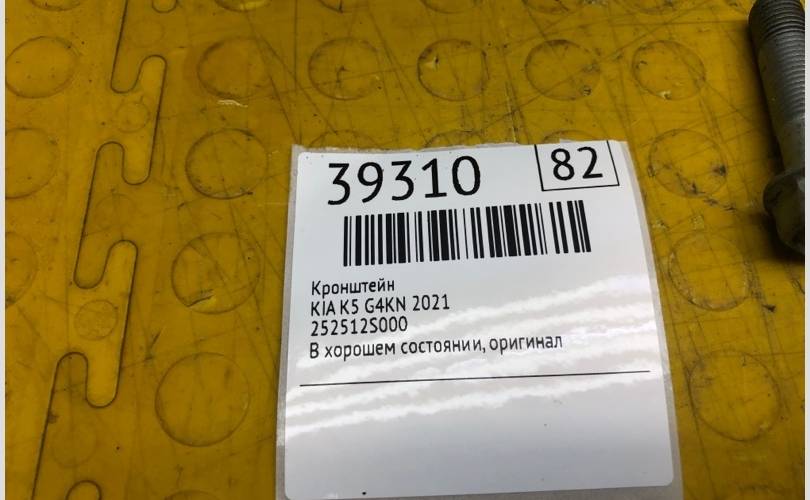 39310 82
Кронштейн
KIA K5 G4KN 2021
252512S000
В хорошем состоянии, оригинал